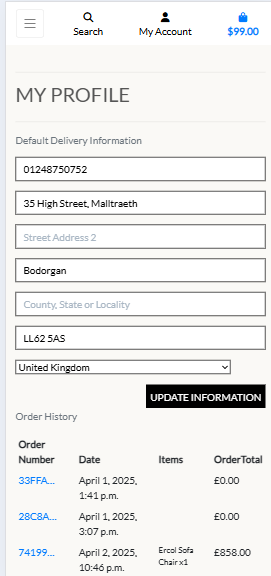 Search
My Account
$99.00
MY PROFILE
Default Delivery Information
01248750752
35 High Street, Malltraeth
Street Address 2
Bodorgan
County, State or Locality
LL62 5AS
United Kingdom
UPDATE INFORMATION
Order History
Order Number Date Items OrderTotal
33FFA... April 1, 2025, 1:41 p.m. £0.00
28C8A... April 1, 2025, 3:07 p.m. £0.00
74199... April 2, 2025, 10:46 p.m. Ercol Sofa Chair x1 £858.00